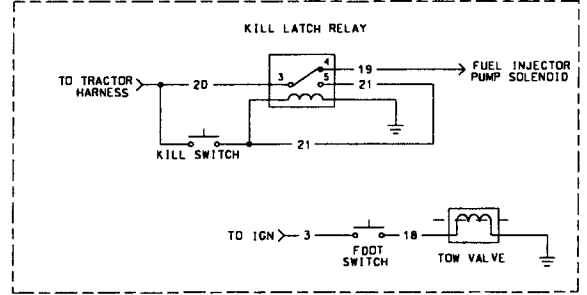 KILL LATCH RELAY
4
19
FUEL INJECTOR
PUMP SOLENOID
3
5
21
TO TRACTOR
HARNESS
20
KILL SWITCH
21
TO IGN
3
18
FOOT
SWITCH
TOW VALVE